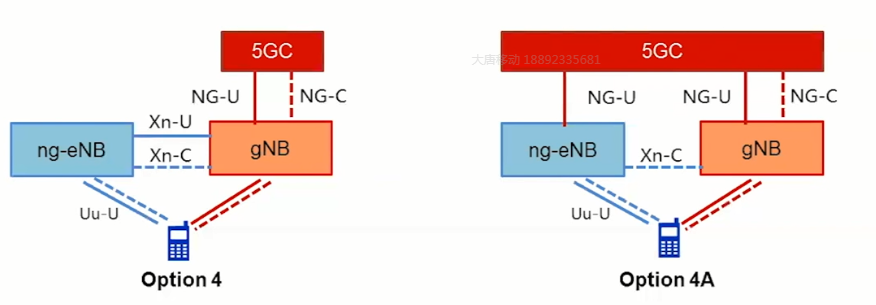 5GC
NG-U
NG-C
Xn-U
ng-eNB
Xn-C
gNB
Uu-U
Option 4
大唐移动 18892335681
5GC
NG-U
NG-U
NG-C
ng-eNB
Xn-C
gNB
Uu-U
Option 4A